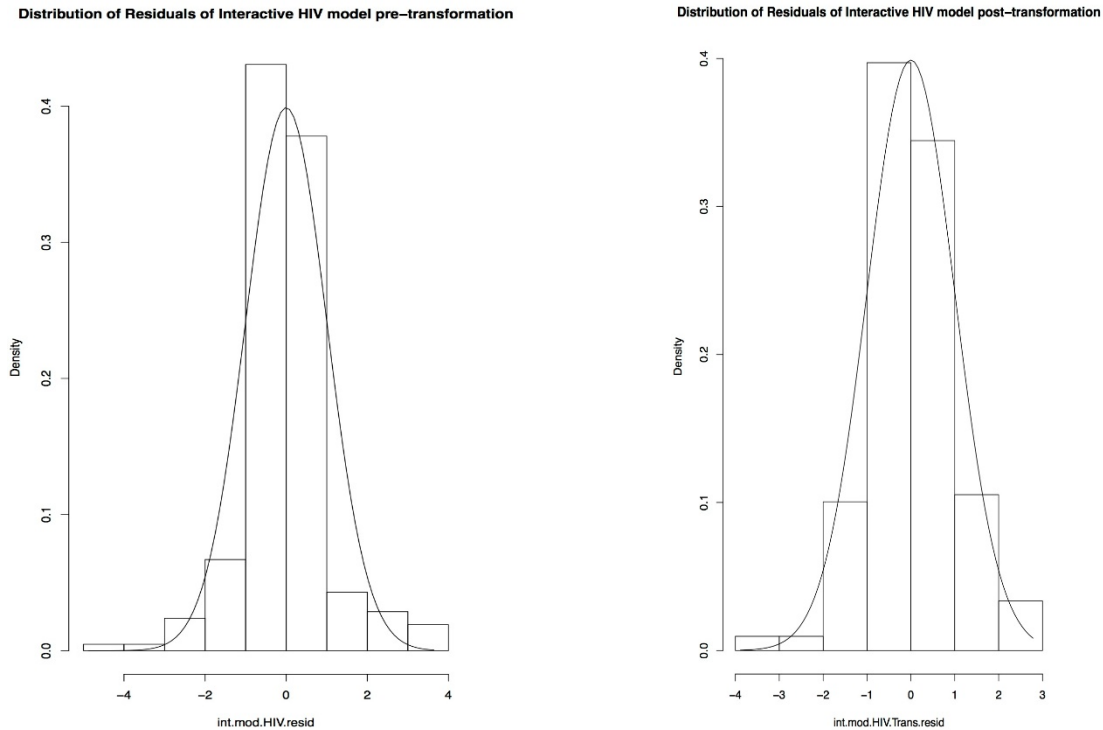 Distribution of Residuals of Interactive HIV model pre−transformation
0.4
0.3
Density
0.2
0.1
0.0
−4 −2 0 2 4
int.mod.HIV.resid
Distribution of Residuals of Interactive HIV model post−transformation
0.4
0.3
Density
0.2
0.1
0.0
−4 −3 −2 −1 0 1 2 3
int.mod.HIV.Trans.resid